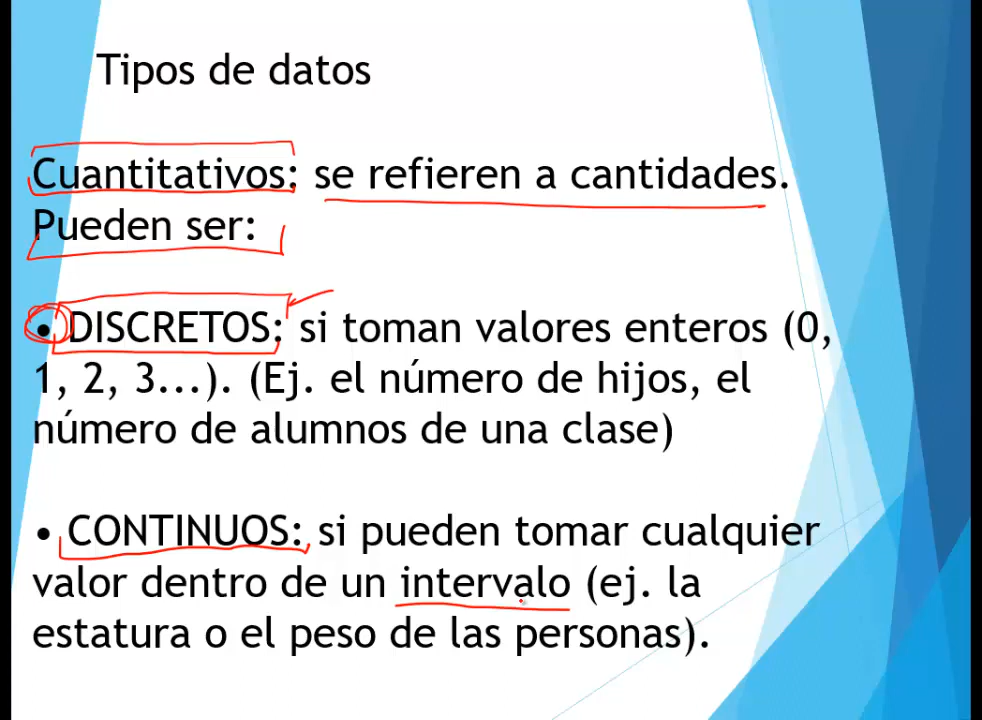 Tipos de datos
Cuantitativos: se refieren a cantidades.
Pueden ser:
• DISCRETOS: si toman valores enteros (0,
1, 2, 3...). (Ej. el número de hijos, el
número de alumnos de una clase)
• CONTINUOS: si pueden tomar cualquier
valor dentro de un intervalo (ej. la
estatura o el peso de las personas).